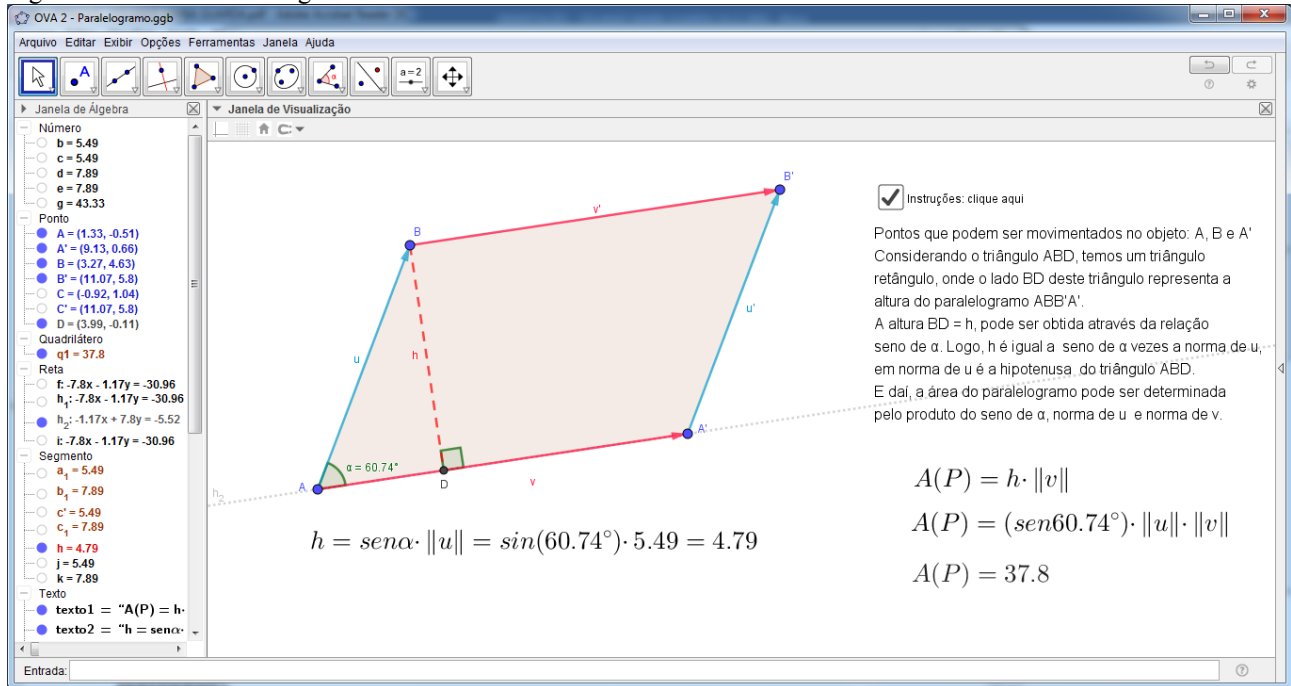 OVA 2 - Paralelogramo.ggb
Arquivo Editar Exibir Opções Ferramentas Janela Ajuda
A
a=2
Janela de Álgebra
Janela de Visualização
Número
b = 5.49
c = 5.49
d = 7.89
e = 7.89
g = 43.33
Ponto
A = (1.33, -0.51)
A' = (9.13, 0.66)
B = (3.27, 4.63)
B' = (11.07, 5.8)
C = (-0.92, 1.04)
C' = (11.07, 5.8)
D = (3.99, -0.11)
Quadrilátero
q1 = 37.8
Reta
f: -7.8x - 1.17y = -30.96
h₁: -7.8x - 1.17y = -30.96
h₂: -1.17x + 7.8y = -5.52
i: -7.8x - 1.17y = -30.96
Segmento
a₁ = 5.49
b₁ = 7.89
c' = 5.49
c₁ = 7.89
h = 4.79
j = 5.49
k = 7.89
Texto
texto1 = “A(P) = h·
texto2 = “h = senα·
Entrada:
B'
v'
B
u'
u
h
A'
α = 60.74°
A
D
v
h₂
h = senα· ‖u‖ = sin(60.74°)· 5.49 = 4.79
Instruções: clique aqui
Pontos que podem ser movimentados no objeto: A, B e A'
Considerando o triângulo ABD, temos um triângulo
retângulo, onde o lado BD deste triângulo representa a
altura do paralelogramo ABB'A'.
A altura BD = h, pode ser obtida através da relação
seno de α. Logo, h é igual a seno de α vezes a norma de u,
em norma de u é a hipotenusa do triângulo ABD.
E daí, a área do paralelogramo pode ser determinada
pelo produto do seno de α, norma de u e norma de v.
A(P) = h· ‖v‖
A(P) = (sen60.74°)· ‖u‖· ‖v‖
A(P) = 37.8